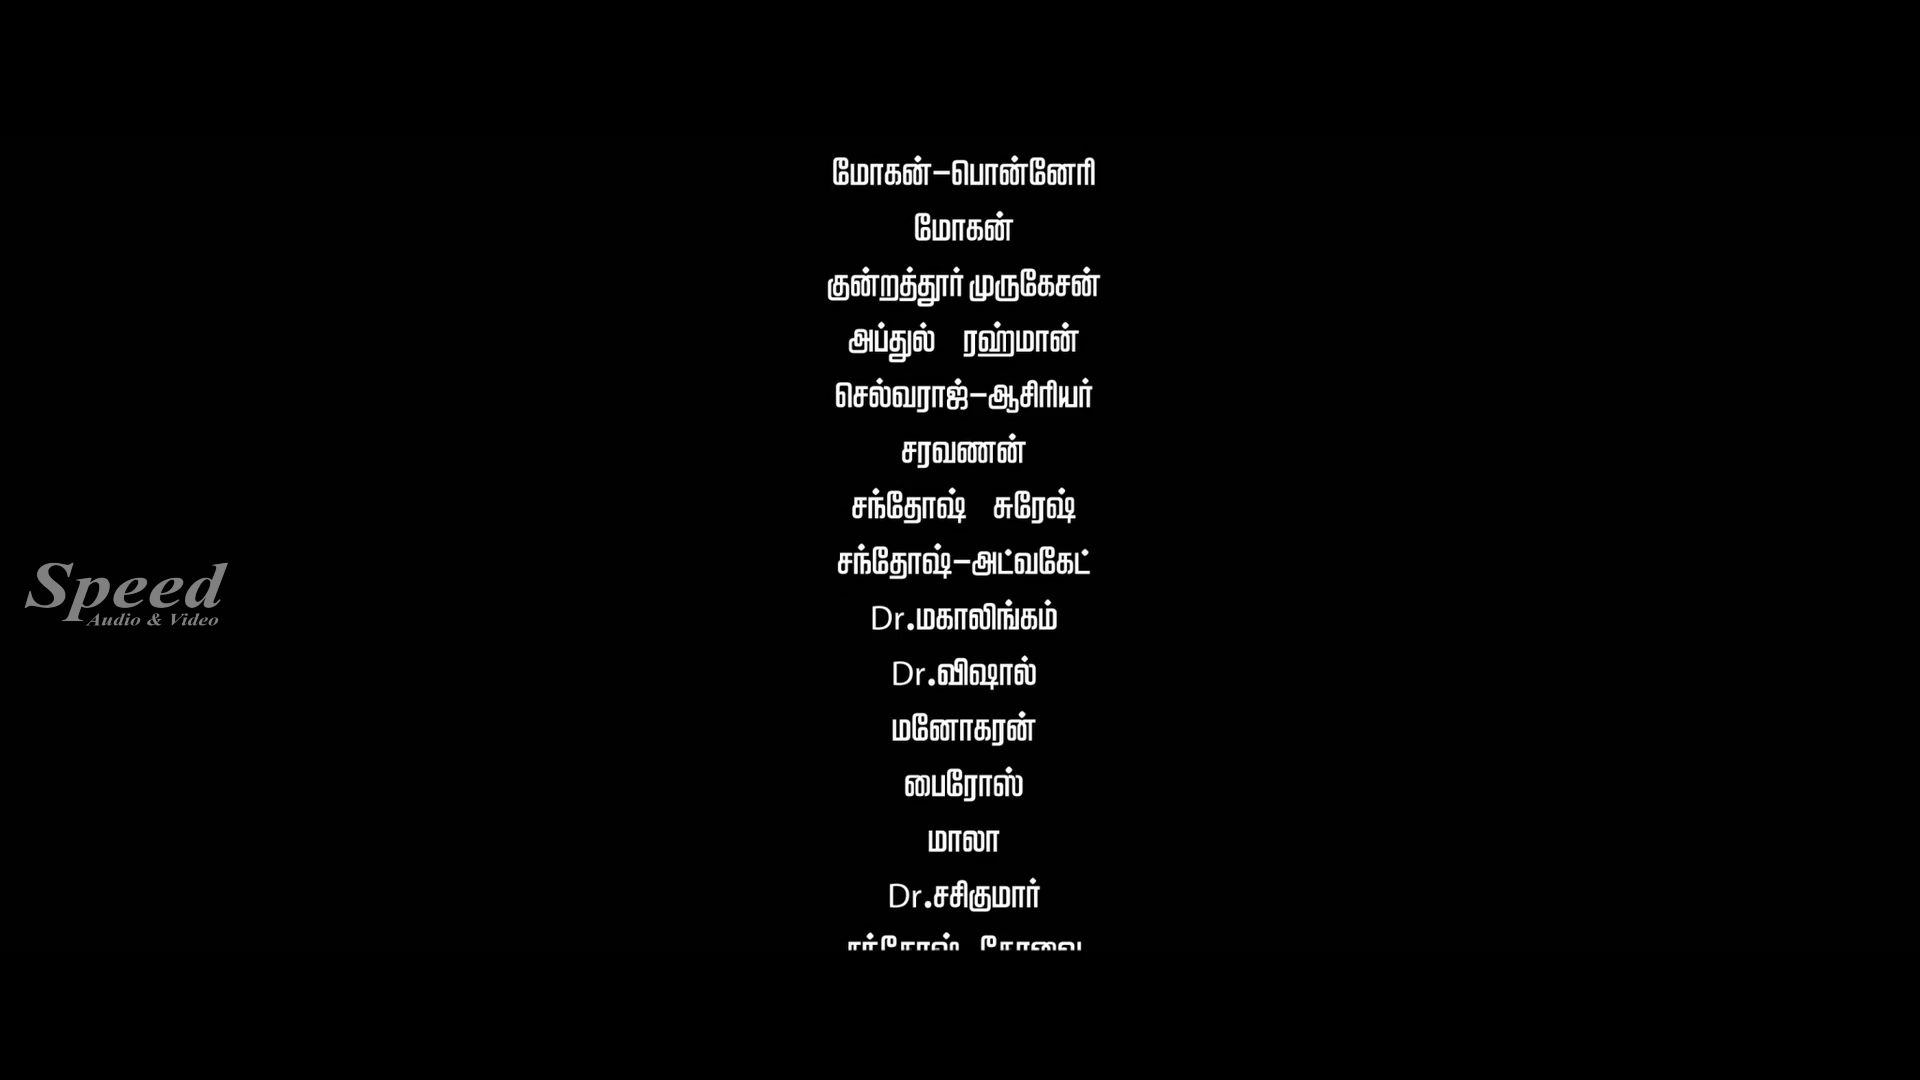 மோகன்-பொன்னேரி
மோகன்
குன்றத்தூர் முருகேசன்
அப்துல் ரஹ்மான்
செல்வராஜ்-ஆசிரியர்
சரவணன்
சந்தோஷ் சுரேஷ்
சந்தோஷ்-அட்வகேட்
Speed
Audio & Video
Dr.மகாலிங்கம்
Dr.விஷால்
மனோகரன்
பைரோஸ்
மாலா
Dr.சசிகுமார்